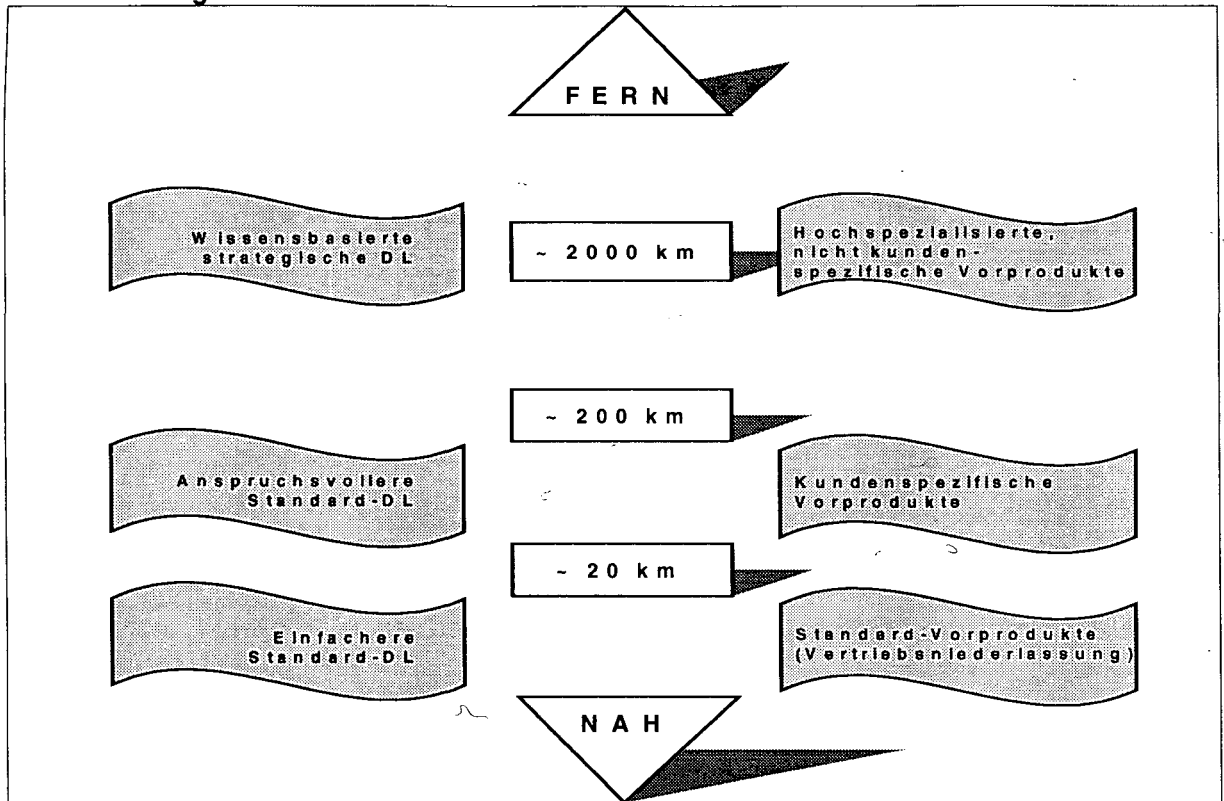 FERN
Wissensbasierte
strategische DL
~ 2000 km
Hochspezialisierte,
nicht kunden-
spezifische Vorprodukte
~ 200 km
Anspruchsvollere
Standard-DL
Kundenspezifische
Vorprodukte
~ 20 km
Einfachere
Standard-DL
Standard-Vorprodukte
(Vertriebsniederlassung)
NAH